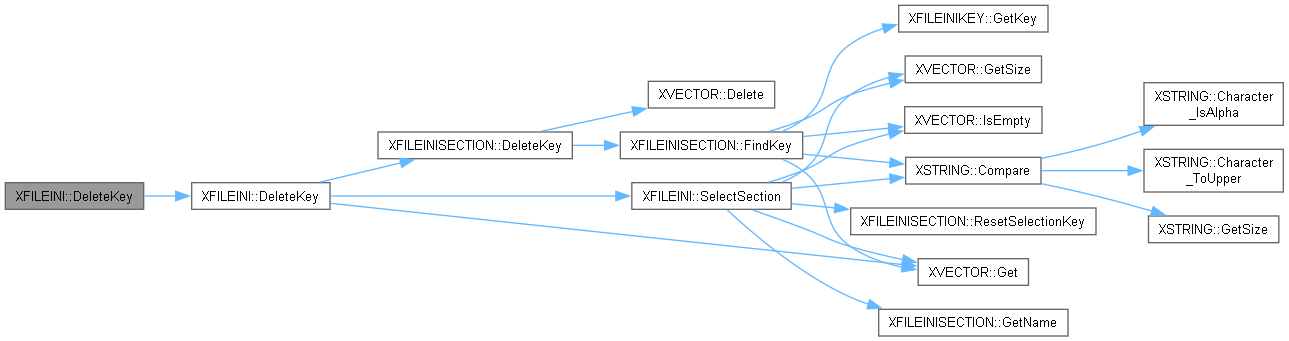 XFILEINI::DeleteKey
XFILEINI::DeleteKey
XFILEINISECTION::DeleteKey
XVECTOR::Delete
XFILEINISECTION::FindKey
XFILEINI::SelectSection
XFILEINIKEY::GetKey
XVECTOR::GetSize
XVECTOR::IsEmpty
XSTRING::Compare
XFILEINISECTION::ResetSelectionKey
XVECTOR::Get
XFILEINISECTION::GetName
XSTRING::Character
_IsAlpha
XSTRING::Character
_ToUpper
XSTRING::GetSize